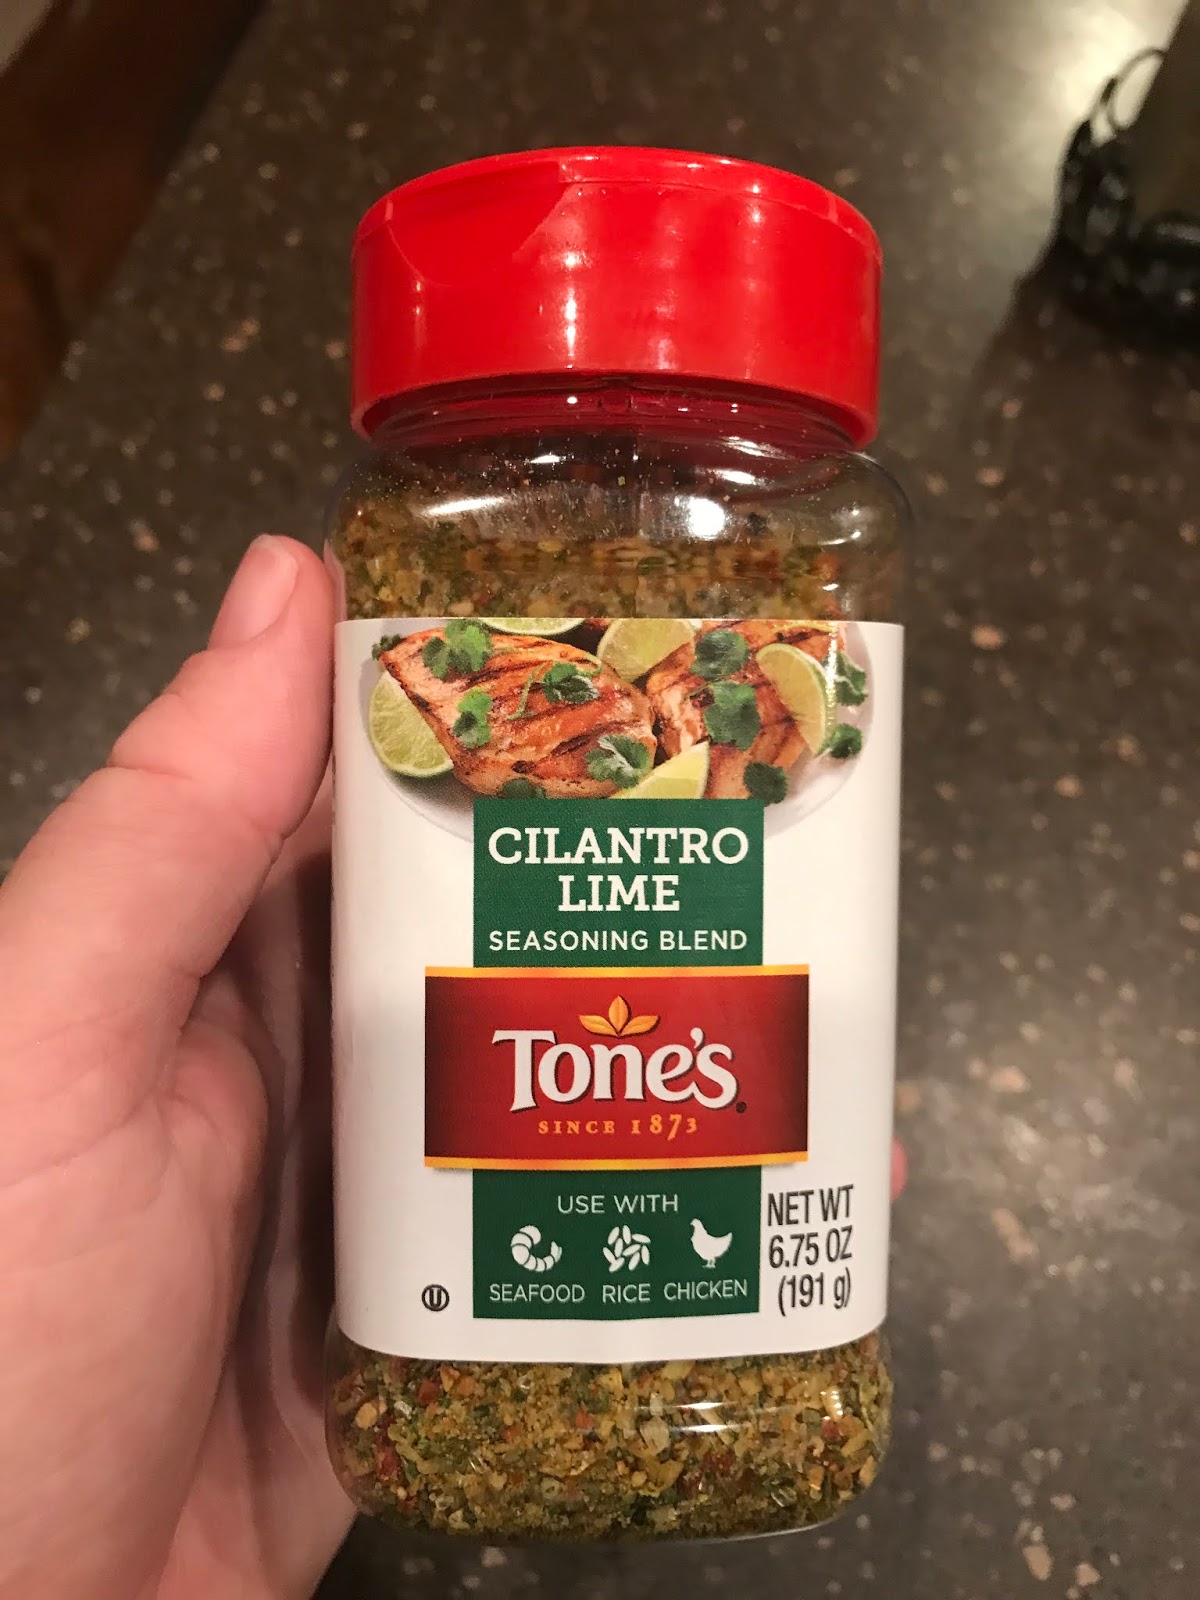 CILANTRO
LIME
SEASONING BLEND
TONE'S®
SINCE 1873
USE WITH
SEAFOOD RICE CHICKEN
NET WT
6.75 OZ
(191 g)
U